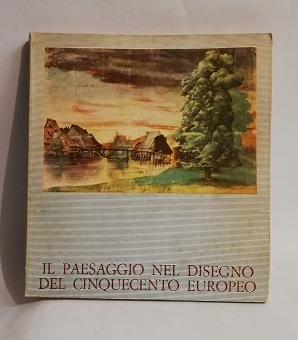 IL PAESAGGIO NEL DISEGNO
DEL CINQUECENTO EUROPEO